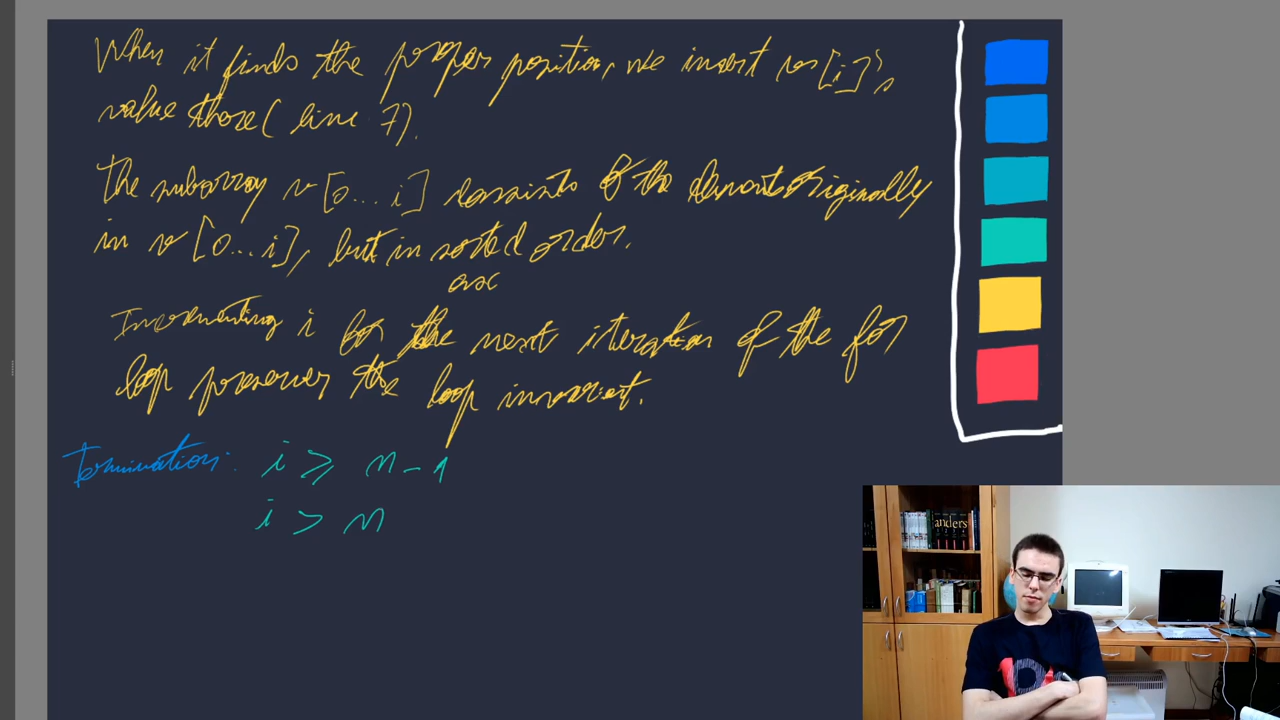 When it finds the proper position, we insert v[i]'s
value there (line 7).
The subarray v[0...i] consists of the elements originally
in v[0...i], but in sorted order.
asc
Incrementing i for the next iteration of the for
loop preserves the loop invariant.
Termination: i ≥ n-1
i > n
anders